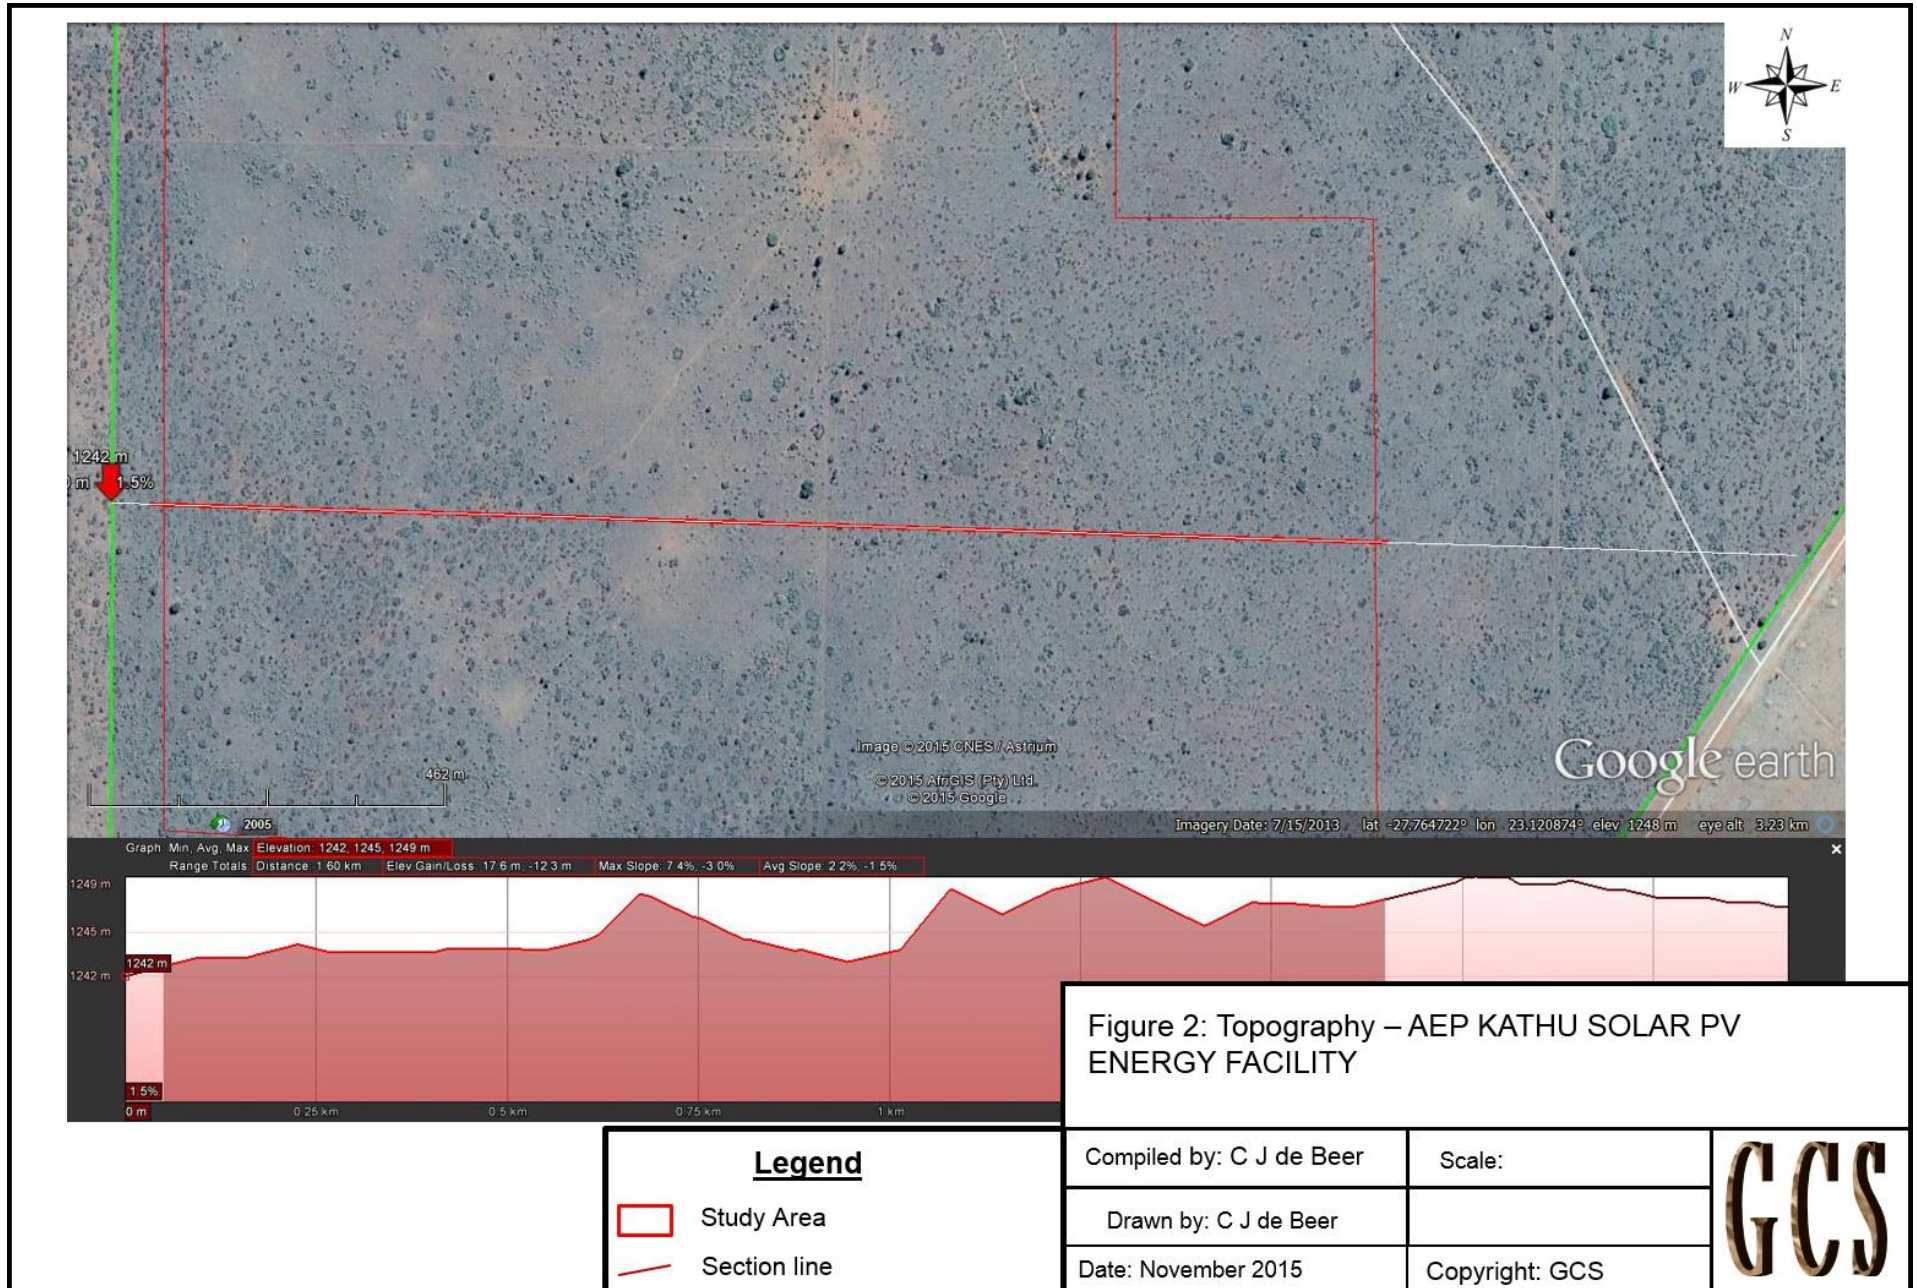 N
W E
S
1242 m
0 m 1.5%
462 m
Image © 2015 CNES / Astrium
© 2015 AfriGIS (Pty) Ltd.
© 2015 Google
Google earth
2005
Imagery Date: 7/15/2013 lat -27.764722° lon 23.120874° elev 1248 m eye alt 3.23 km
Graph: Min, Avg, Max Elevation: 1242, 1245, 1249 m
Range Totals: Distance: 1.60 km Elev Gain/Loss: 17.6 m, -12.3 m Max Slope: 7.4%, -3.0% Avg Slope: 2.2%, -1.5%
1249 m
1245 m
1242 m
1242 m
1.5%
0 m 0.25 km 0.5 km 0.75 km 1 km
Figure 2: Topography – AEP KATHU SOLAR PV
ENERGY FACILITY
Legend
Study Area
Section line
Compiled by: C J de Beer
Scale:
Drawn by: C J de Beer
Date: November 2015
Copyright: GCS
GCS